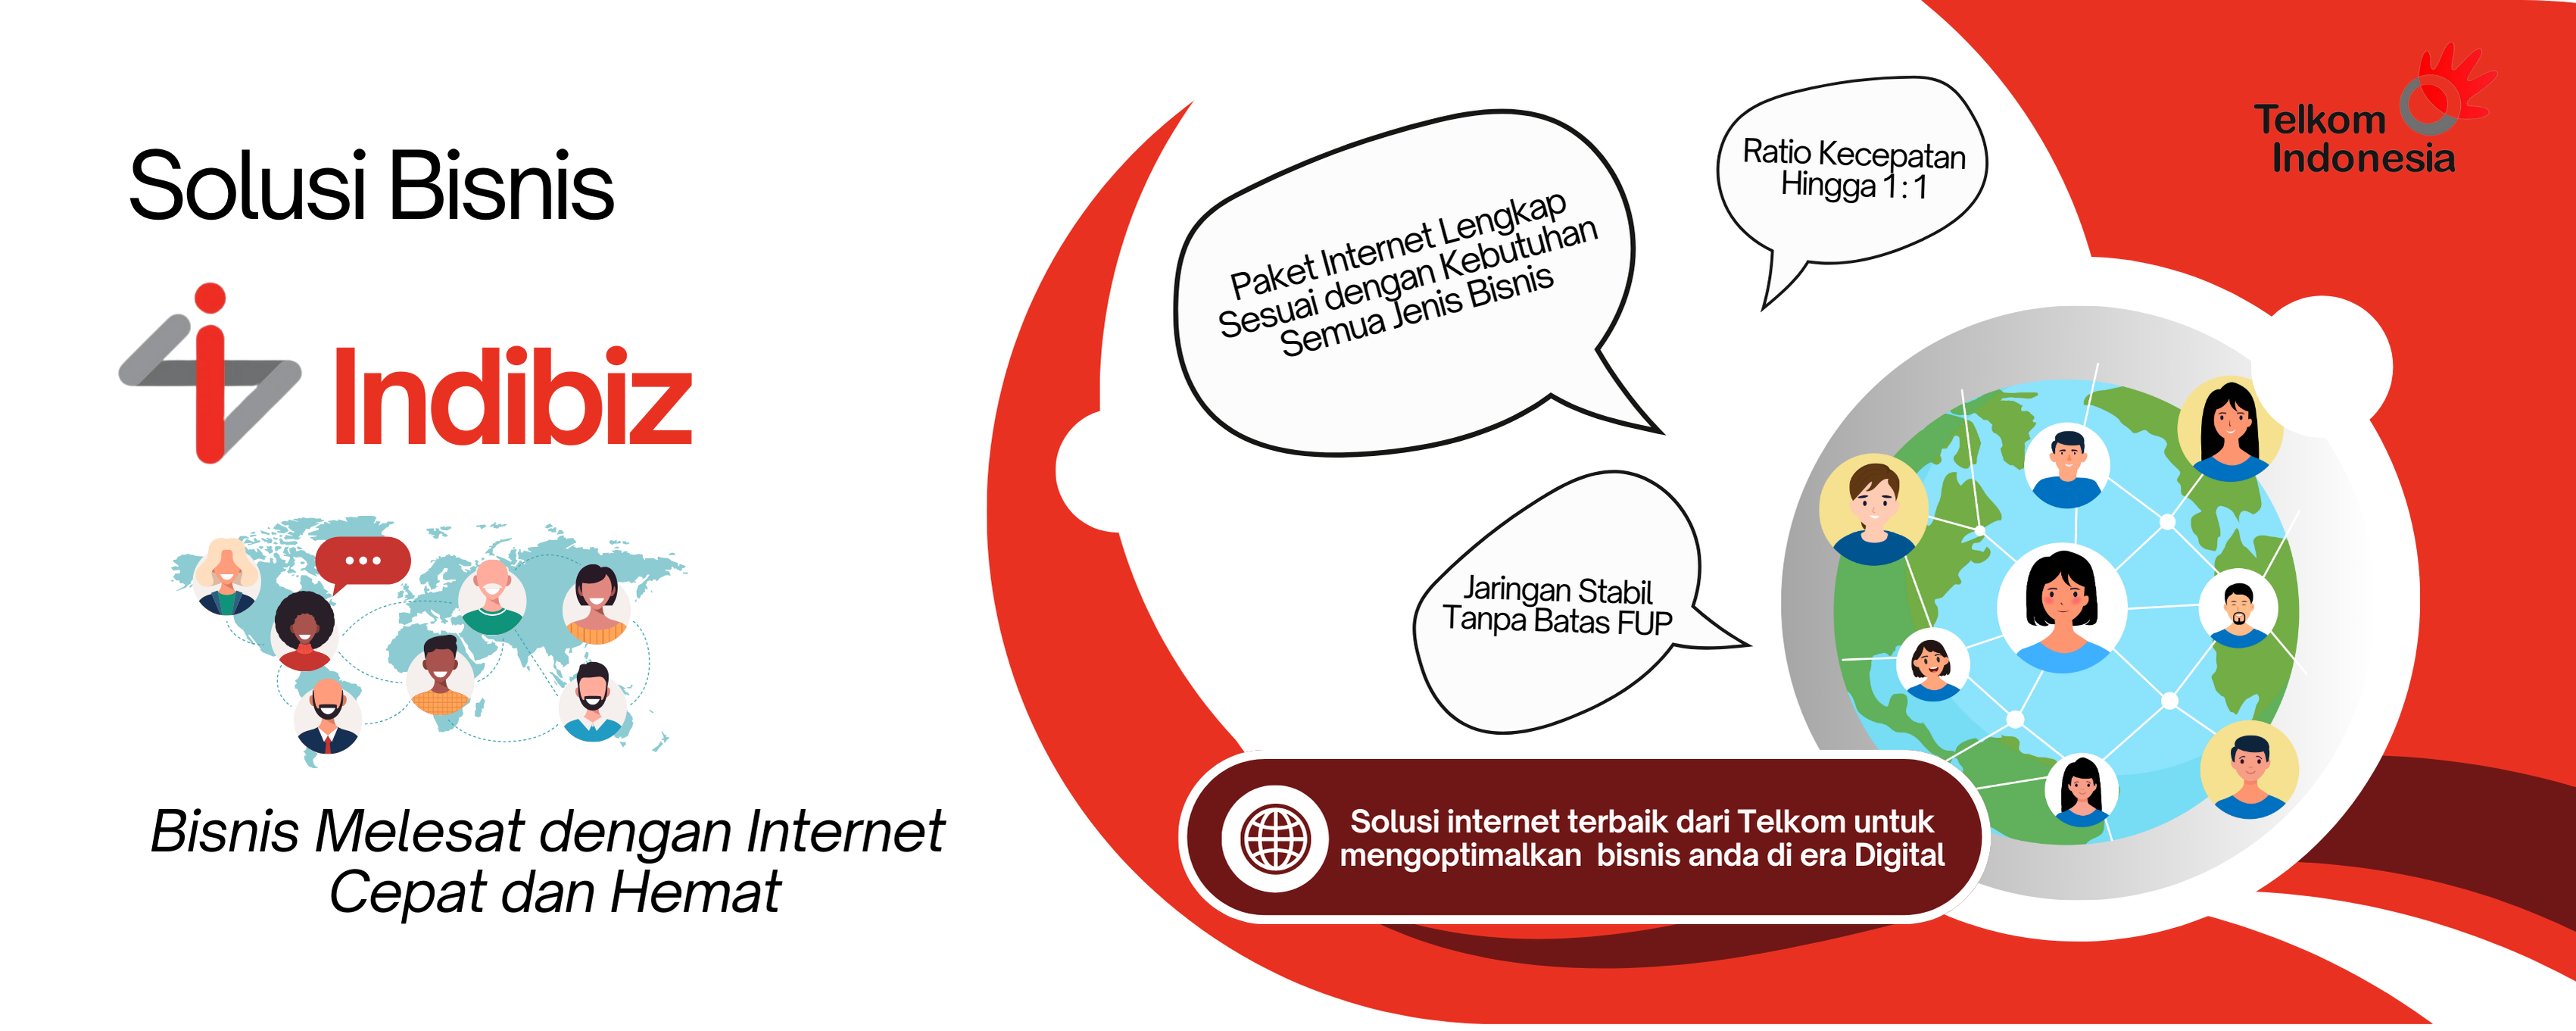 Solusi Bisnis
Indibiz
Bisnis Melesat dengan Internet
Cepat dan Hemat
Paket Internet Lengkap
Sesuai dengan Kebutuhan
Semua Jenis Bisnis
Ratio Kecepatan
Hingga 1 : 1
Jaringan Stabil
Tanpa Batas FUP
Solusi internet terbaik dari Telkom untuk
mengoptimalkan  bisnis anda di era Digital
Telkom
Indonesia